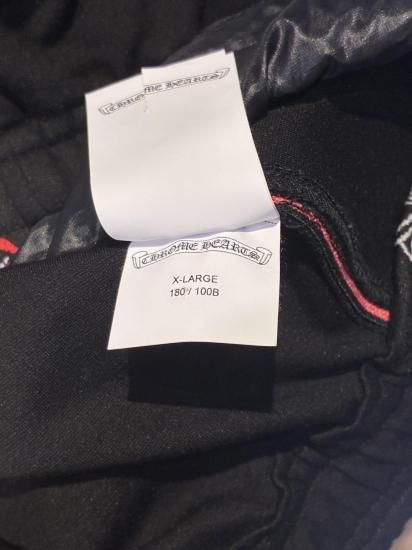 CHROME HEARTS
CHROME HEARTS
X-LARGE
180/ 100B